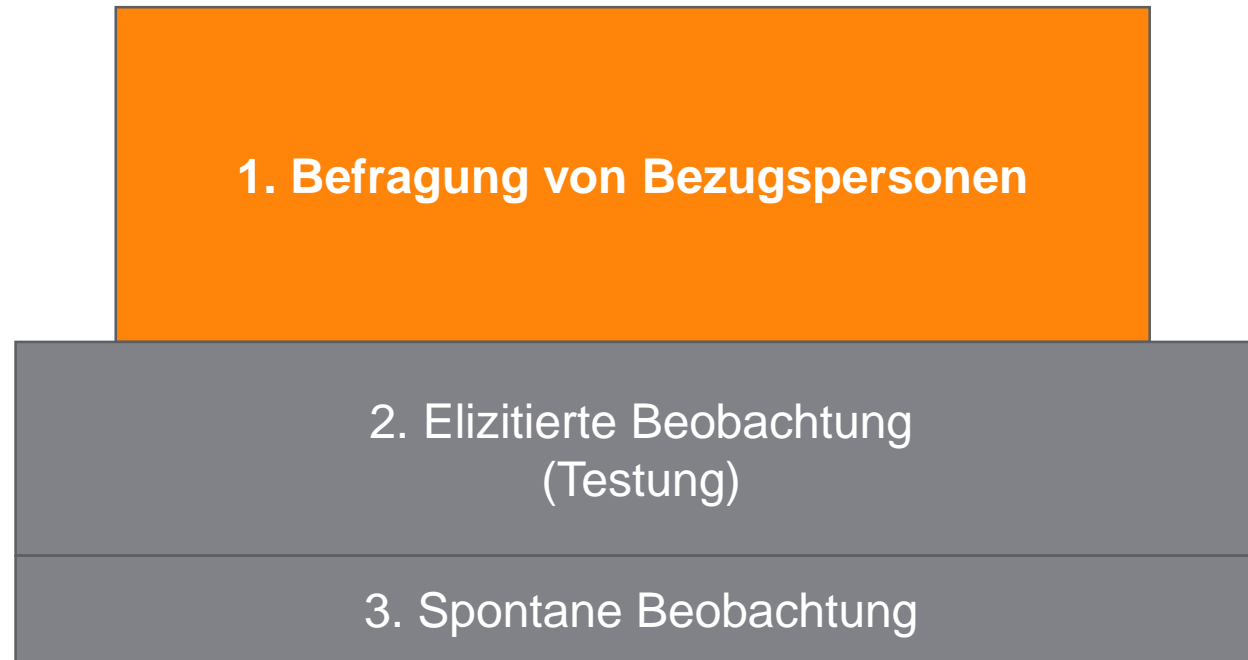 1. Befragung von Bezugspersonen
2. Elizitierte Beobachtung
(Testung)
3. Spontane Beobachtung